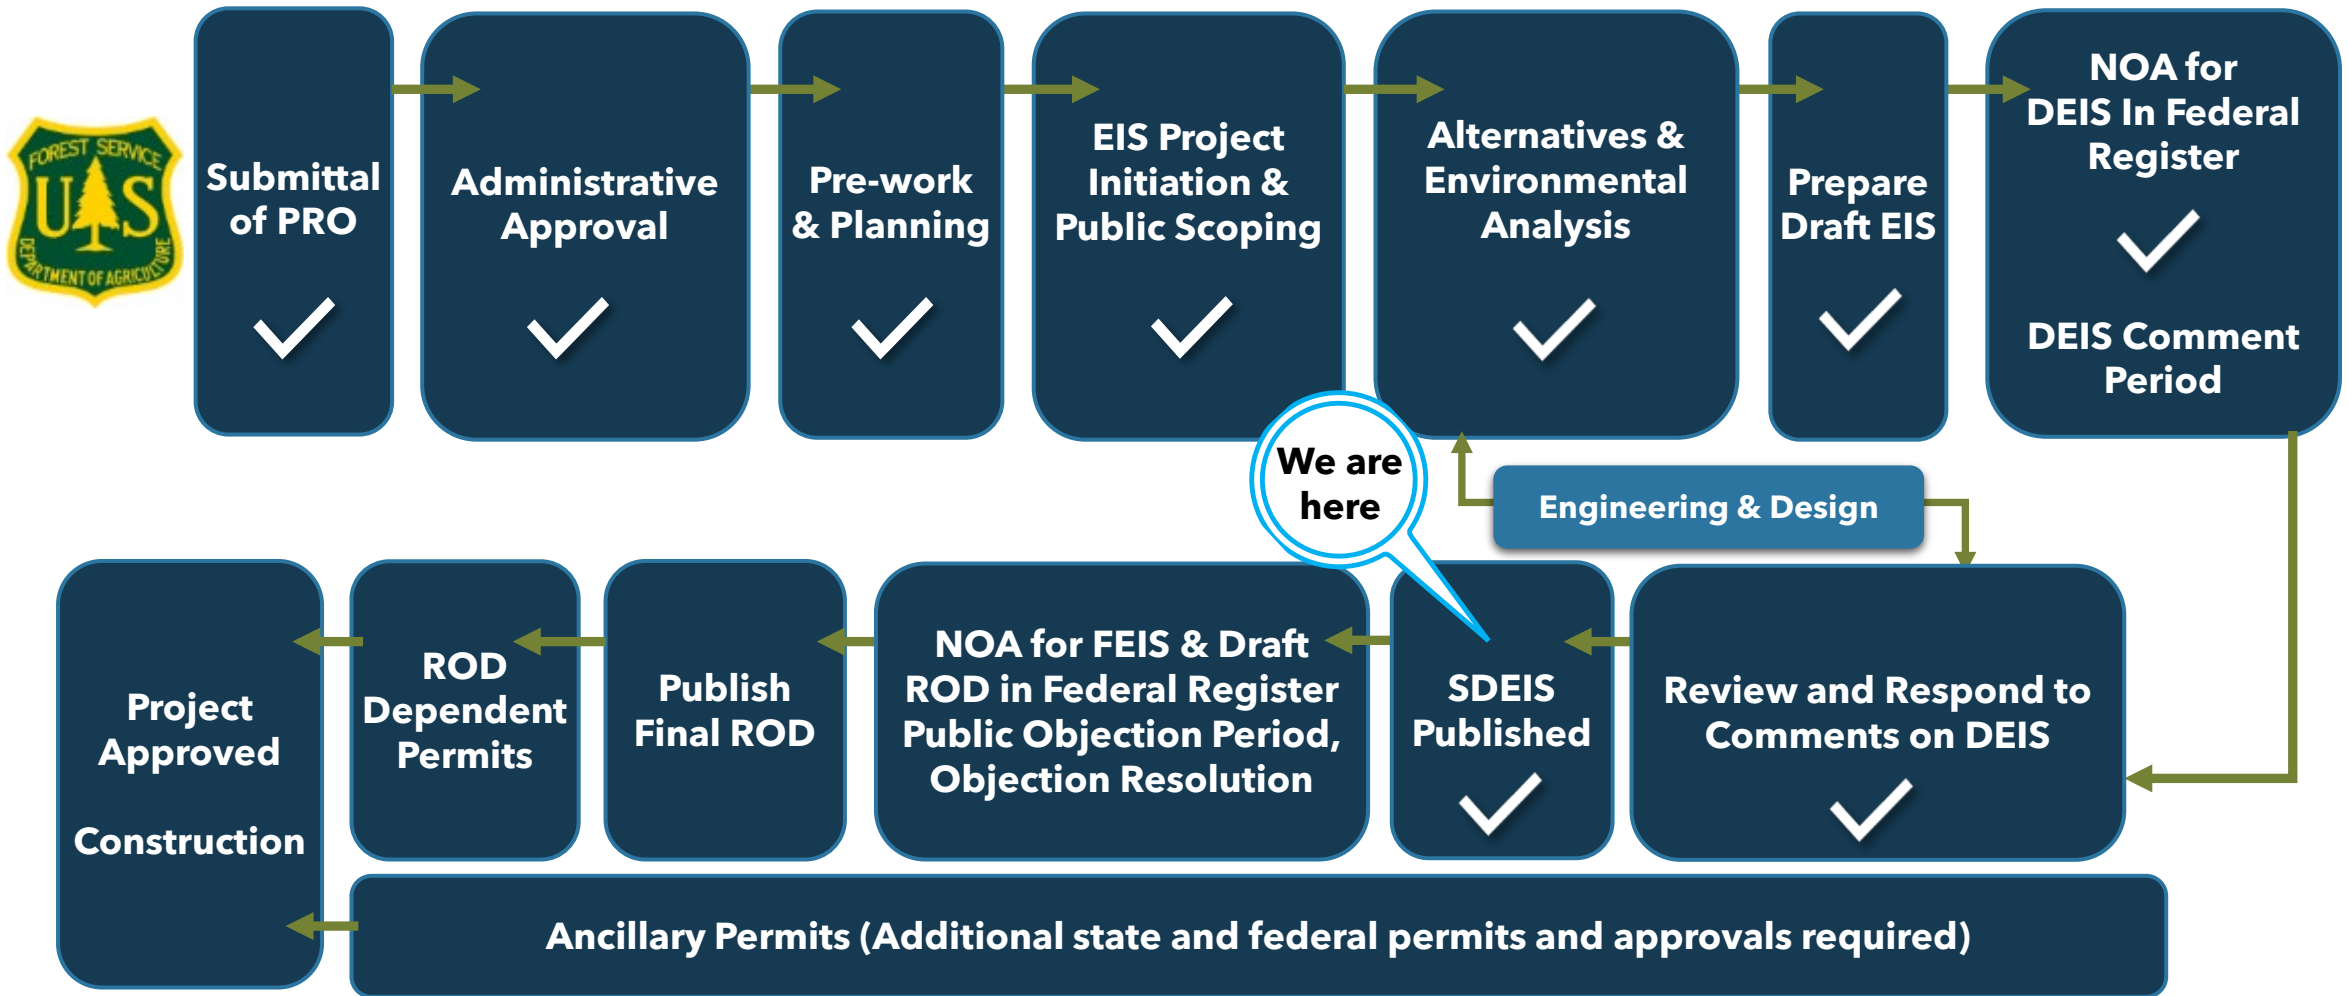 FOREST SERVICE
U S
DEPARTMENT OF AGRICULTURE
Submittal
of PRO
Administrative
Approval
Pre-work
& Planning
EIS Project
Initiation &
Public Scoping
Alternatives &
Environmental
Analysis
Prepare
Draft EIS
NOA for
DEIS In Federal
Register
DEIS Comment
Period
We are
here
Engineering & Design
Review and Respond to
Comments on DEIS
SDEIS
Published
NOA for FEIS & Draft
ROD in Federal Register
Public Objection Period,
Objection Resolution
Publish
Final ROD
ROD
Dependent
Permits
Project
Approved
Construction
Ancillary Permits (Additional state and federal permits and approvals required)